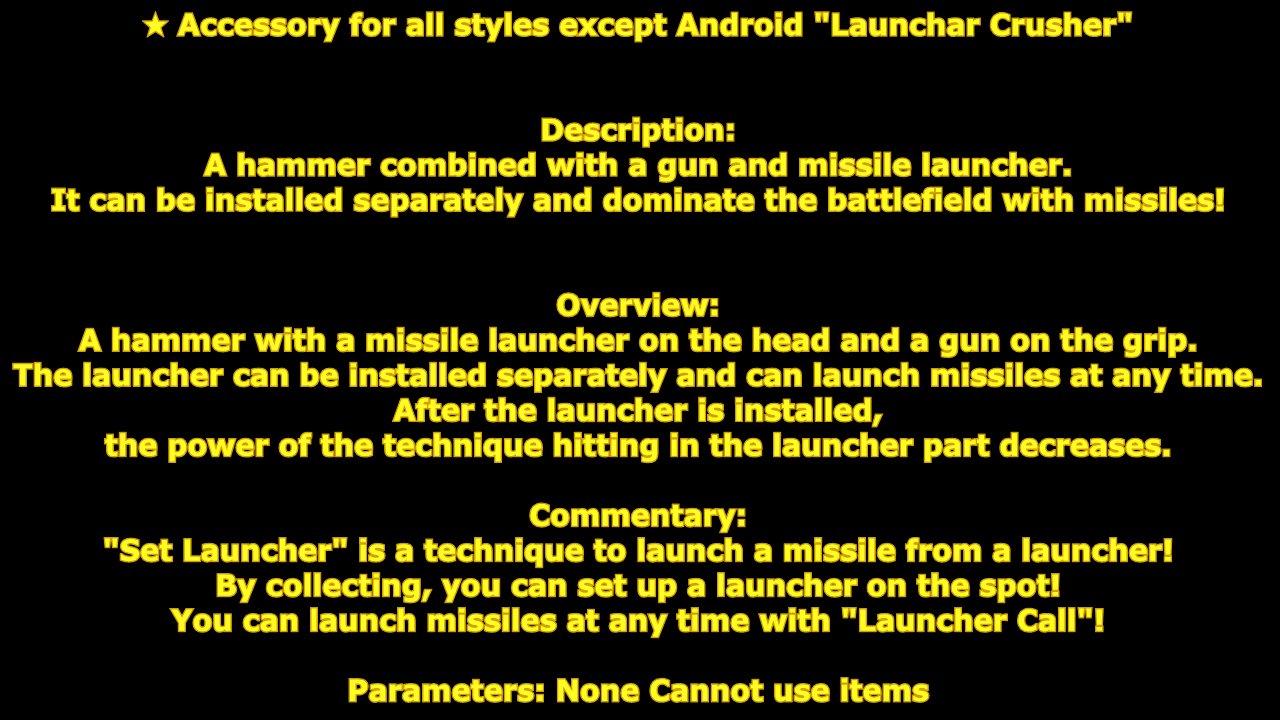 ★ Accessory for all styles except Android "Launchar Crusher"
Description:
A hammer combined with a gun and missile launcher.
It can be installed separately and dominate the battlefield with missiles!
Overview:
A hammer with a missile launcher on the head and a gun on the grip.
The launcher can be installed separately and can launch missiles at any time.
After the launcher is installed,
the power of the technique hitting in the launcher part decreases.
Commentary:
"Set Launcher" is a technique to launch a missile from a launcher!
By collecting, you can set up a launcher on the spot!
You can launch missiles at any time with "Launcher Call"!
Parameters: None Cannot use items